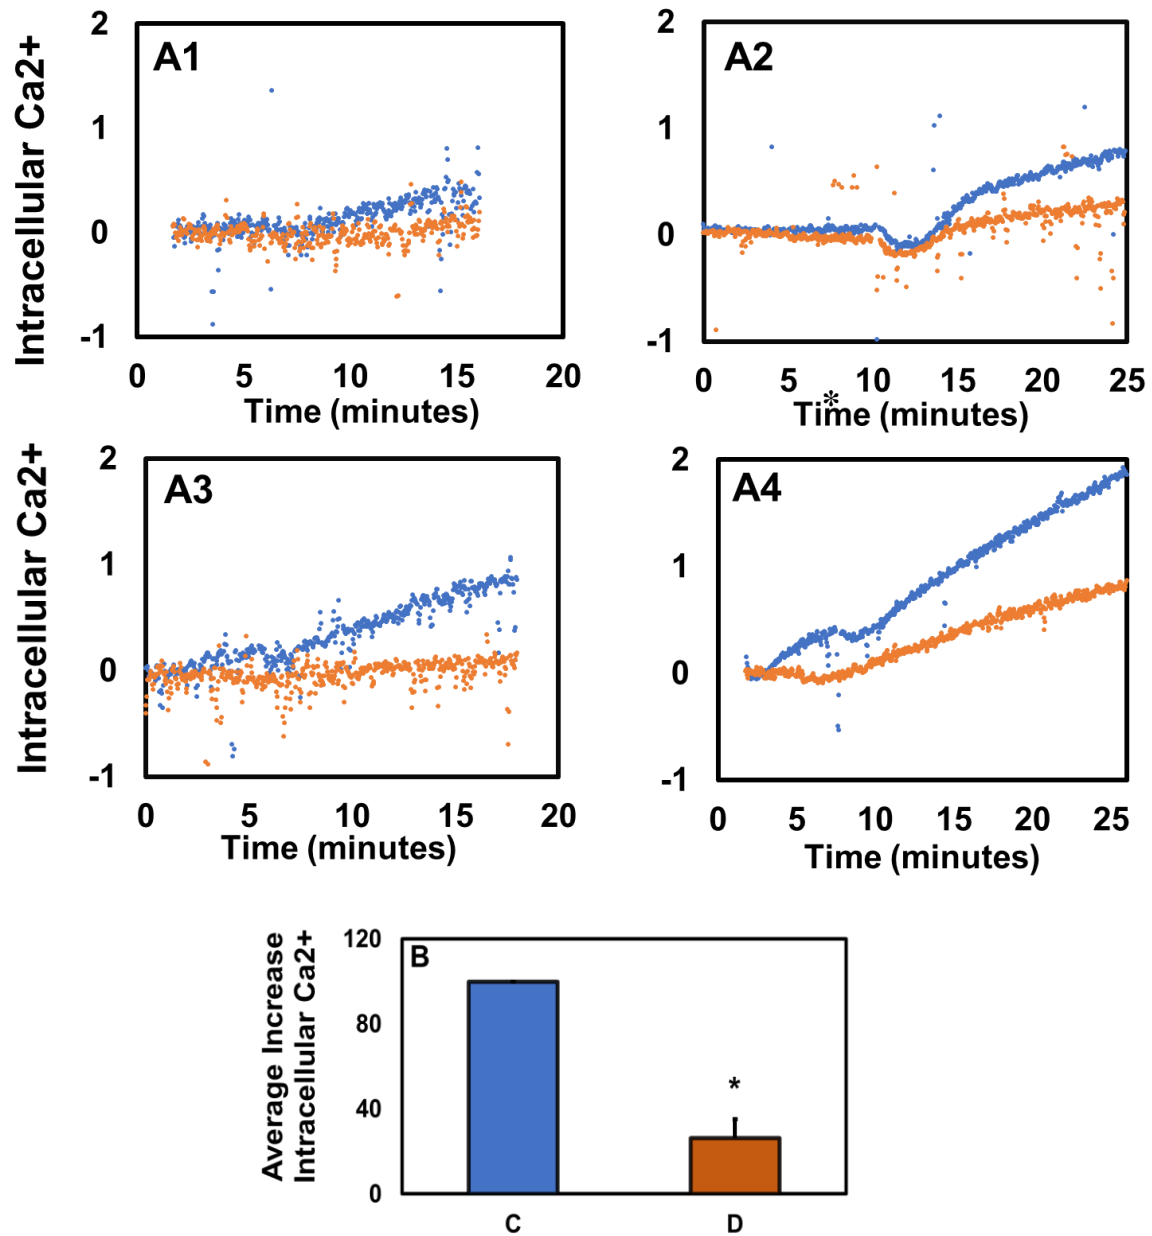 Intracellular Ca2+
2
1
0
-1
A1
0 5 10 15 20
Time (minutes)
2
1
0
-1
A2
0 5 10 15 20 25
*
Time (minutes)
Intracellular Ca2+
2
1
0
-1
A3
0 5 10 15 20
Time (minutes)
2
1
0
-1
A4
0 5 10 15 20 25
Time (minutes)
Average Increase
Intracellular Ca2+
120
80
40
0
B
*
C D